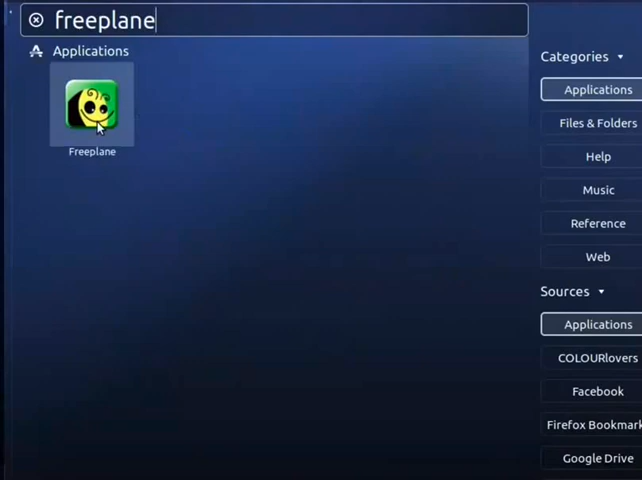 freeplane
Applications
Freeplane
Categories
Applications
Files & Folders
Help
Music
Reference
Web
Sources
Applications
COLOURlovers
Facebook
Firefox Bookmark
Google Drive